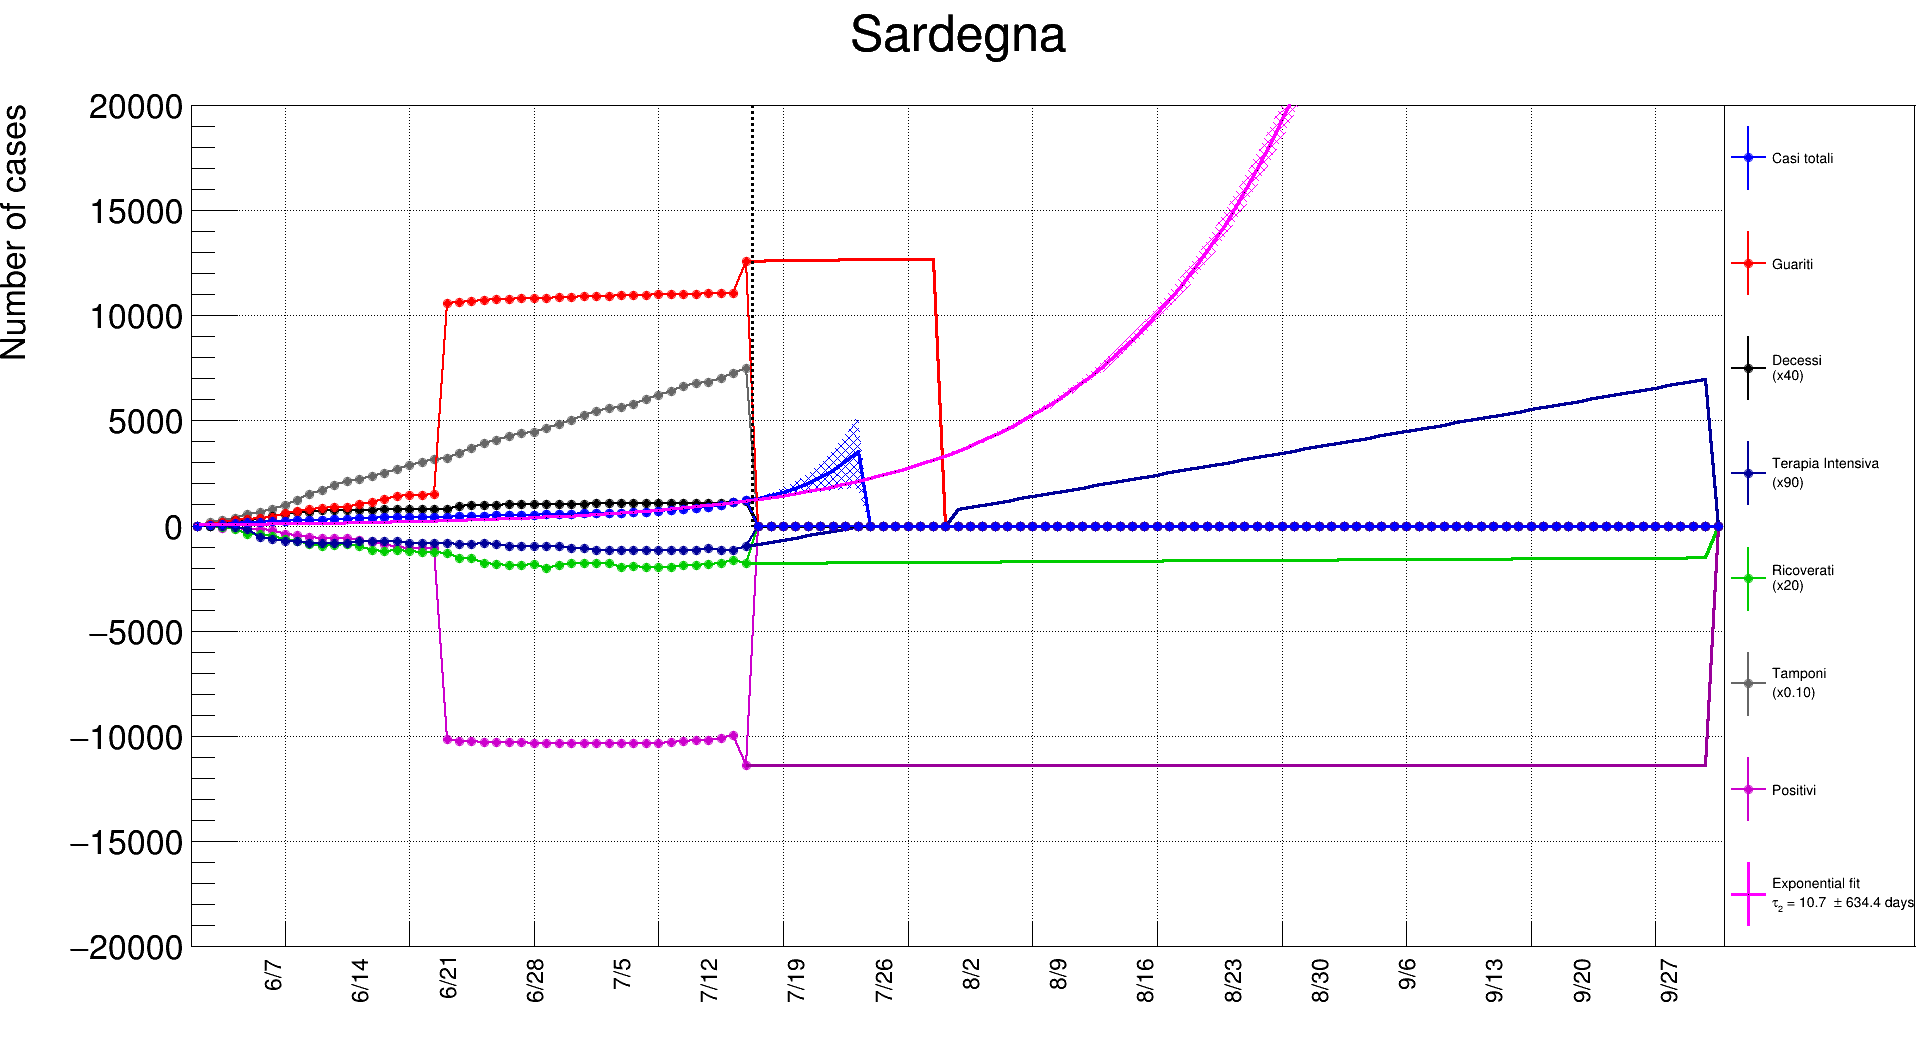 Sardegna
Number of cases
20000
15000
10000
5000
0
−5000
−10000
−15000
−20000
6/7
6/14
6/21
6/28
7/5
7/12
7/19
7/26
8/2
8/9
8/16
8/23
8/30
9/6
9/13
9/20
9/27
Casi totali
Guariti
Decessi
(x40)
Terapia Intensiva
(x90)
Ricoverati
(x20)
Tamponi
(x0.10)
Positivi
Exponential fit
τ2 = 10.7 ± 634.4 days